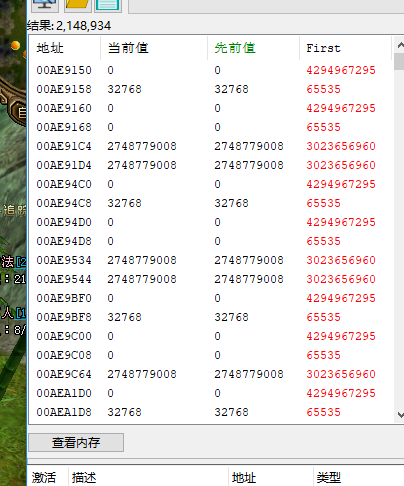 结果: 2,148,934
地址 当前值 先前值 First
00AE9150 0 0 4294967295
00AE9158 32768 32768 65535
00AE9160 0 0 4294967295
00AE9168 0 0 65535
00AE91C4 2748779008 2748779008 3023656960
00AE91D4 2748779008 2748779008 3023656960
00AE94C0 0 0 4294967295
00AE94C8 32768 32768 65535
00AE94D0 0 0 4294967295
00AE94D8 0 0 65535
00AE9534 2748779008 2748779008 3023656960
00AE9544 2748779008 2748779008 3023656960
00AE9BF0 0 0 4294967295
00AE9BF8 32768 32768 65535
00AE9C00 0 0 4294967295
00AE9C08 0 0 65535
00AE9C64 2748779008 2748779008 3023656960
00AEA1D0 0 0 4294967295
00AEA1D8 32768 32768 65535
自
追踪
法[2
:21
人[1
:8/
查看内存
激活 描述 地址 类型